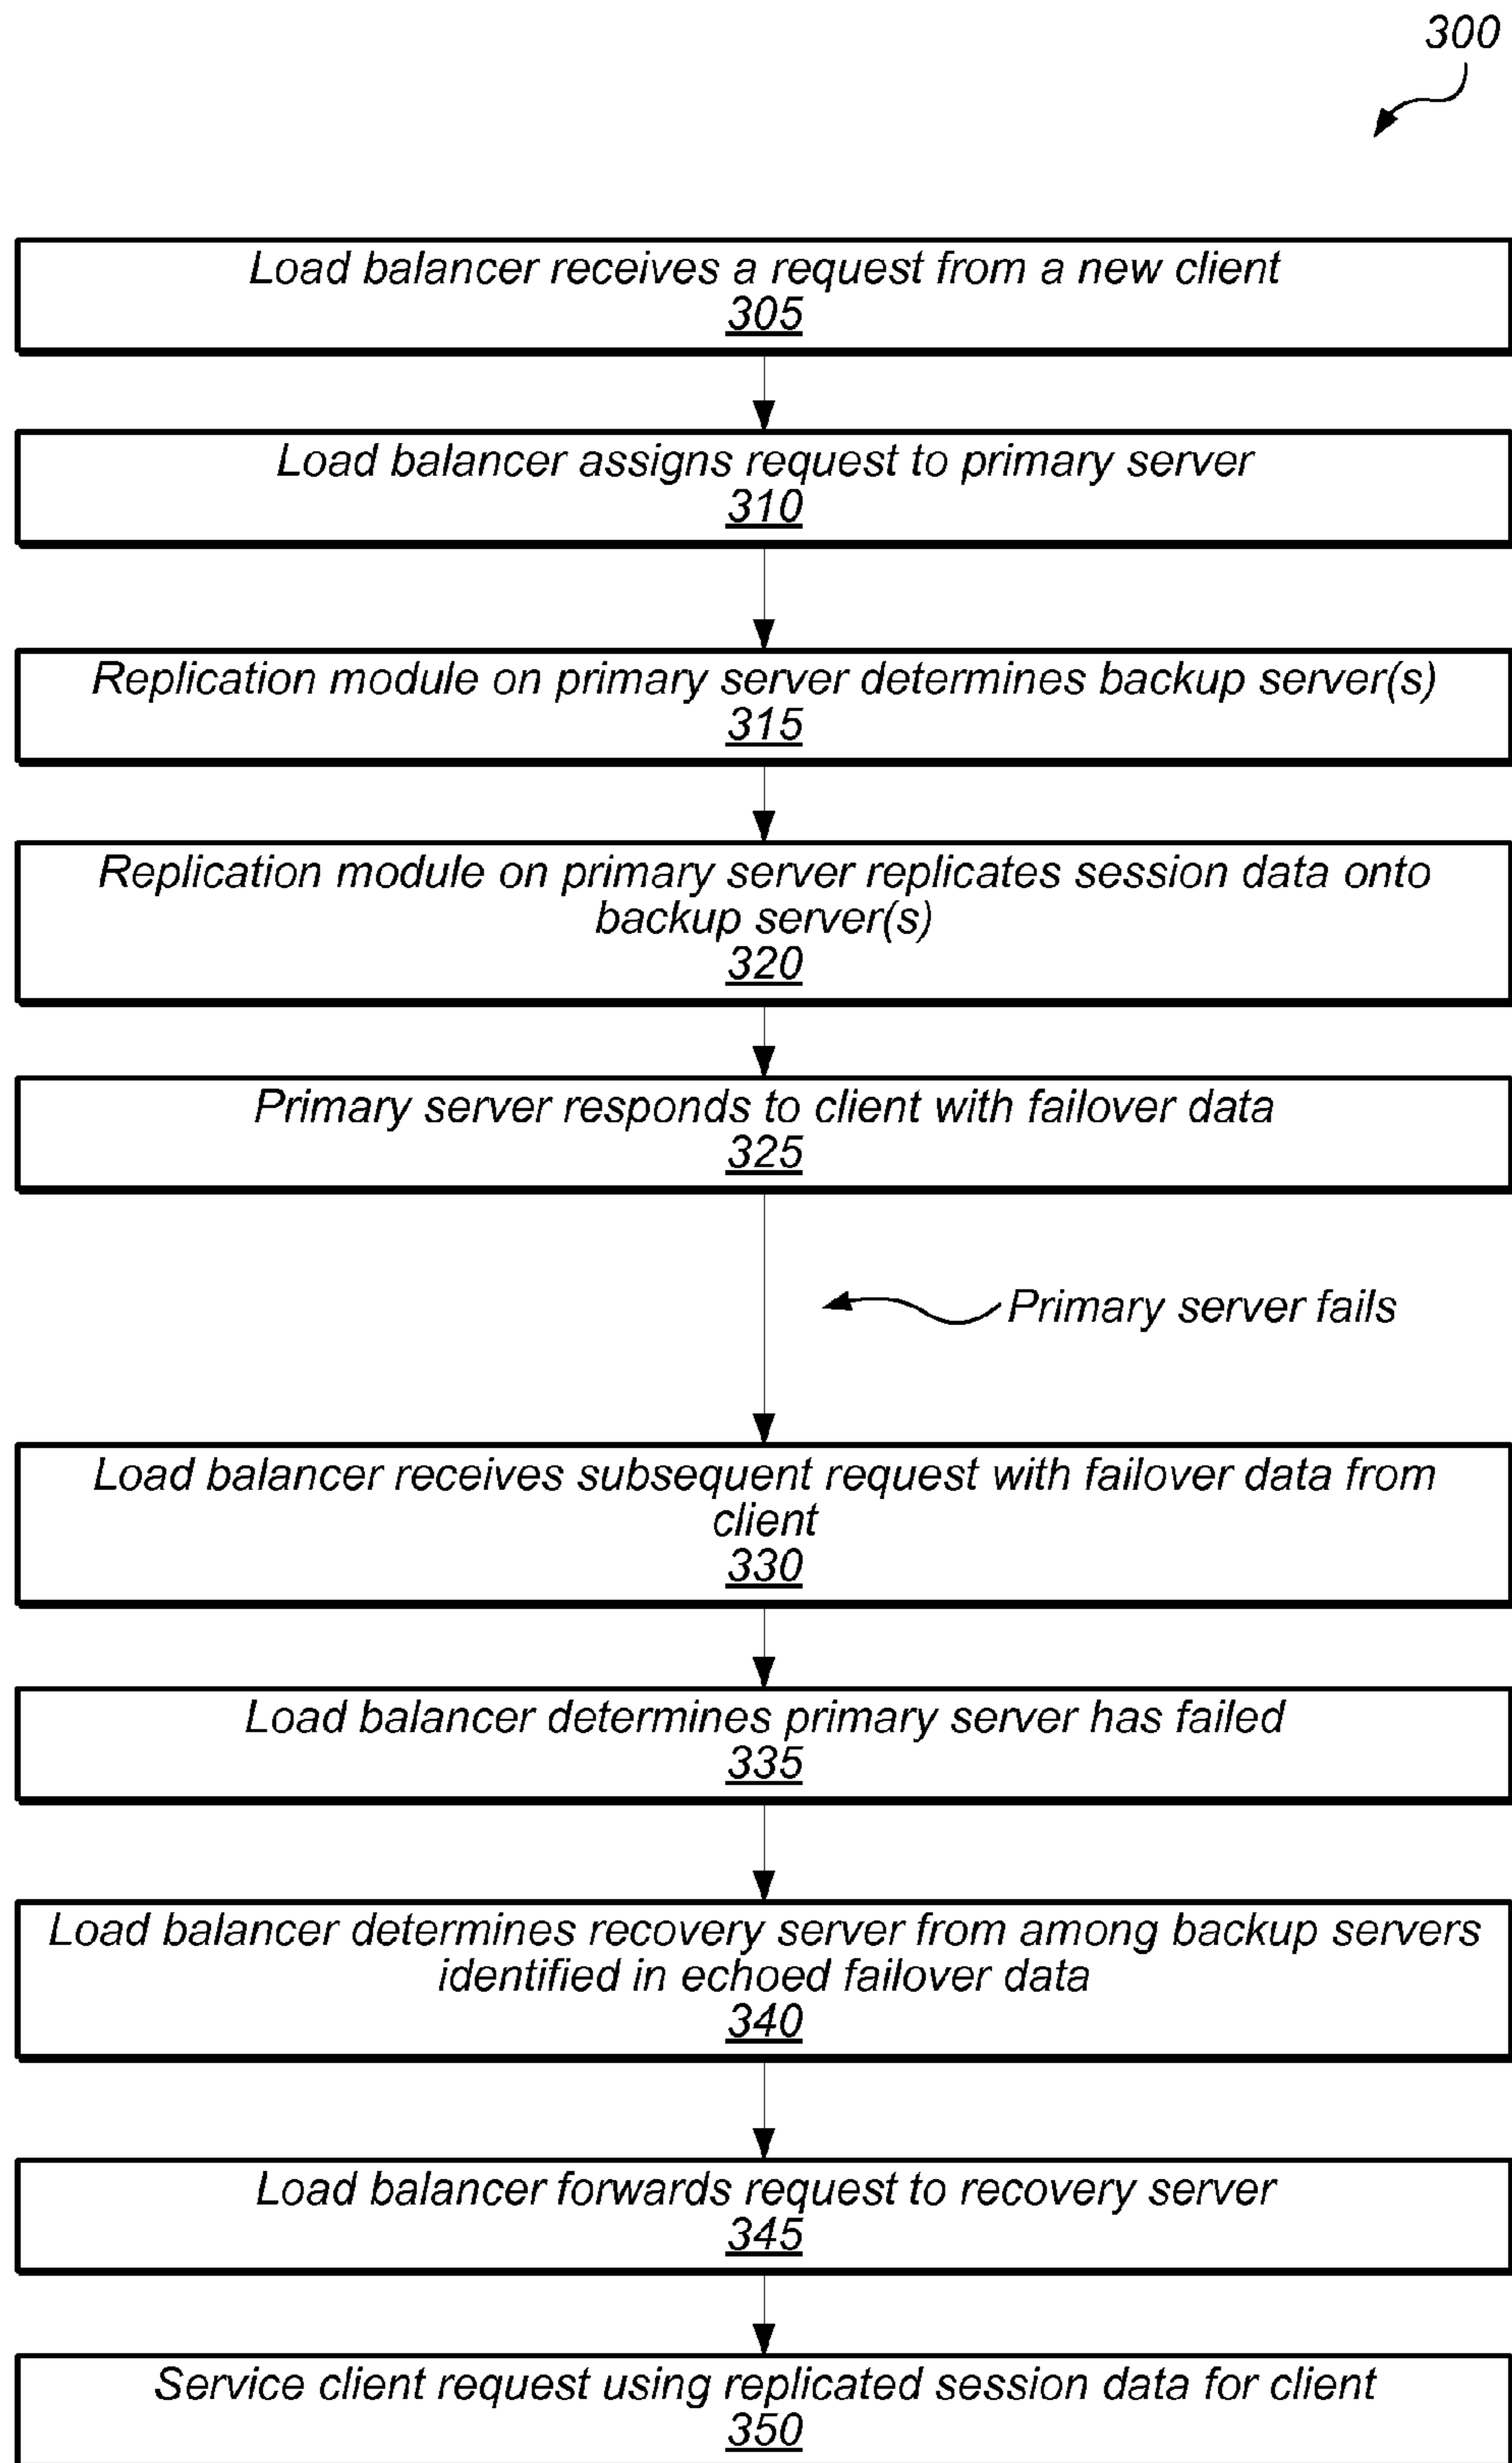 300
Load balancer receives a request from a new client
305
Load balancer assigns request to primary server
310
Replication module on primary server determines backup server(s)
315
Replication module on primary server replicates session data onto
backup server(s)
320
Primary server responds to client with failover data
325
Primary server fails
Load balancer receives subsequent request with failover data from
client
330
Load balancer determines primary server has failed
335
Load balancer determines recovery server from among backup servers
identified in echoed failover data
340
Load balancer forwards request to recovery server
345
Service client request using replicated session data for client
350